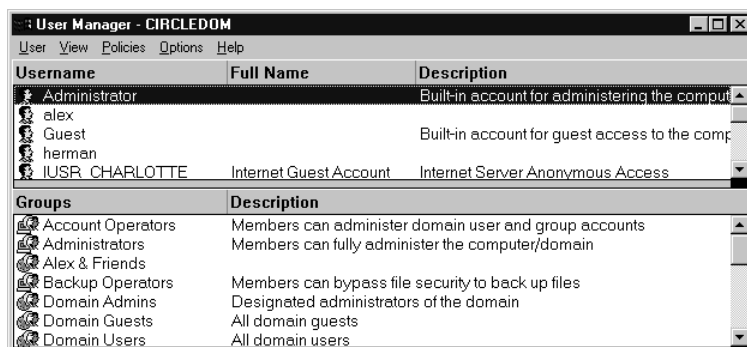 User Manager - CIRCLEDOM
User View Policies Options Help
Username Full Name Description
Administrator Built-in account for administering the comput
alex
Guest Built-in account for guest access to the comp
herman
IUSR_CHARLOTTE Internet Guest Account Internet Server Anonymous Access
Groups Description
Account Operators Members can administer domain user and group accounts
Administrators Members can fully administer the computer/domain
Alex & Friends
Backup Operators Members can bypass file security to back up files
Domain Admins Designated administrators of the domain
Domain Guests All domain guests
Domain Users All domain users